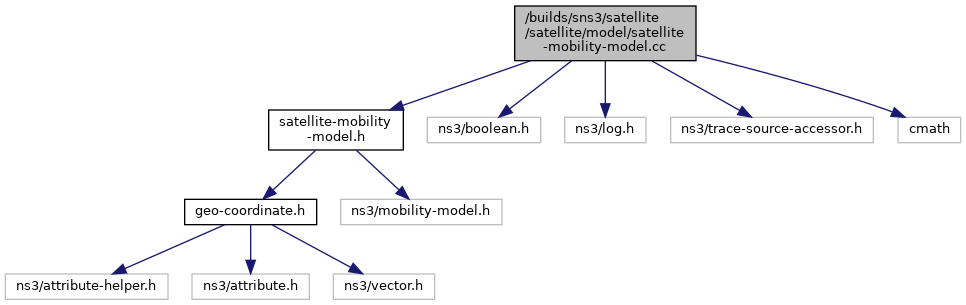 /builds/sns3/satellite
/satellite/model/satellite
-mobility-model.cc
satellite-mobility
-model.h
ns3/boolean.h
ns3/log.h
ns3/trace-source-accessor.h
cmath
geo-coordinate.h
ns3/mobility-model.h
ns3/attribute-helper.h
ns3/attribute.h
ns3/vector.h